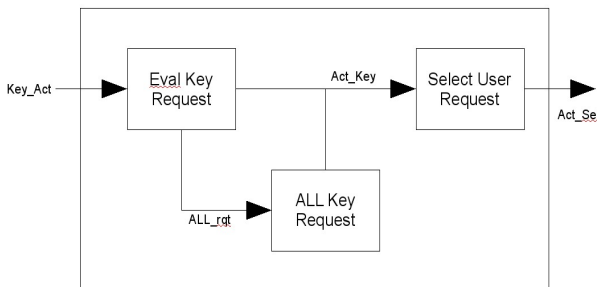 Eval Key
Request
Act_Key
Select User
Request
Key_Act
Act_Se
ALL Key
Request
ALL_rqt